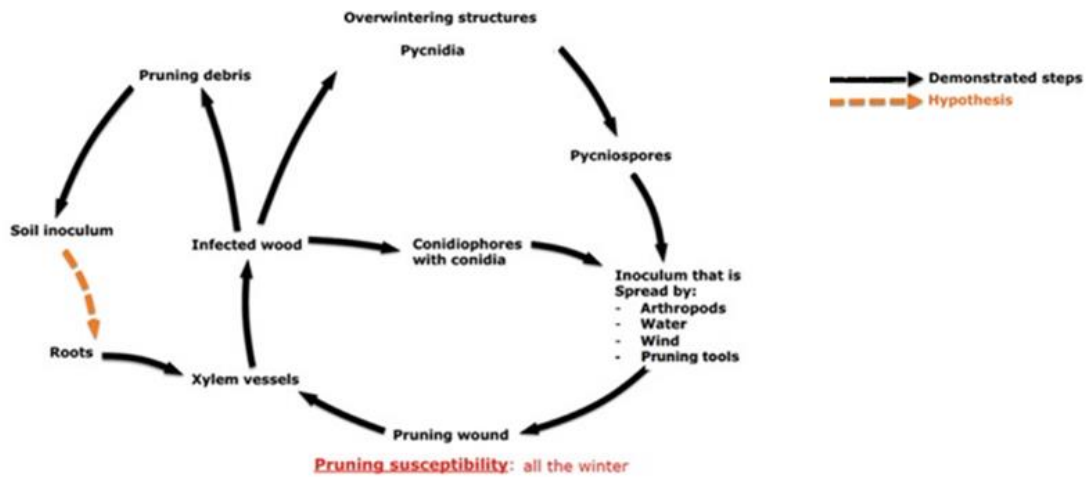 Overwintering structures
Pycnidia
Pruning debris
Demonstrated steps
Hypothesis
Pycniospores
Soil inoculum
Infected wood
Conidiophores
with conidia
Inoculum that is
Spread by:
- Arthropods
- Water
- Wind
- Pruning tools
Roots
Xylem vessels
Pruning wound
Pruning susceptibility: all the winter